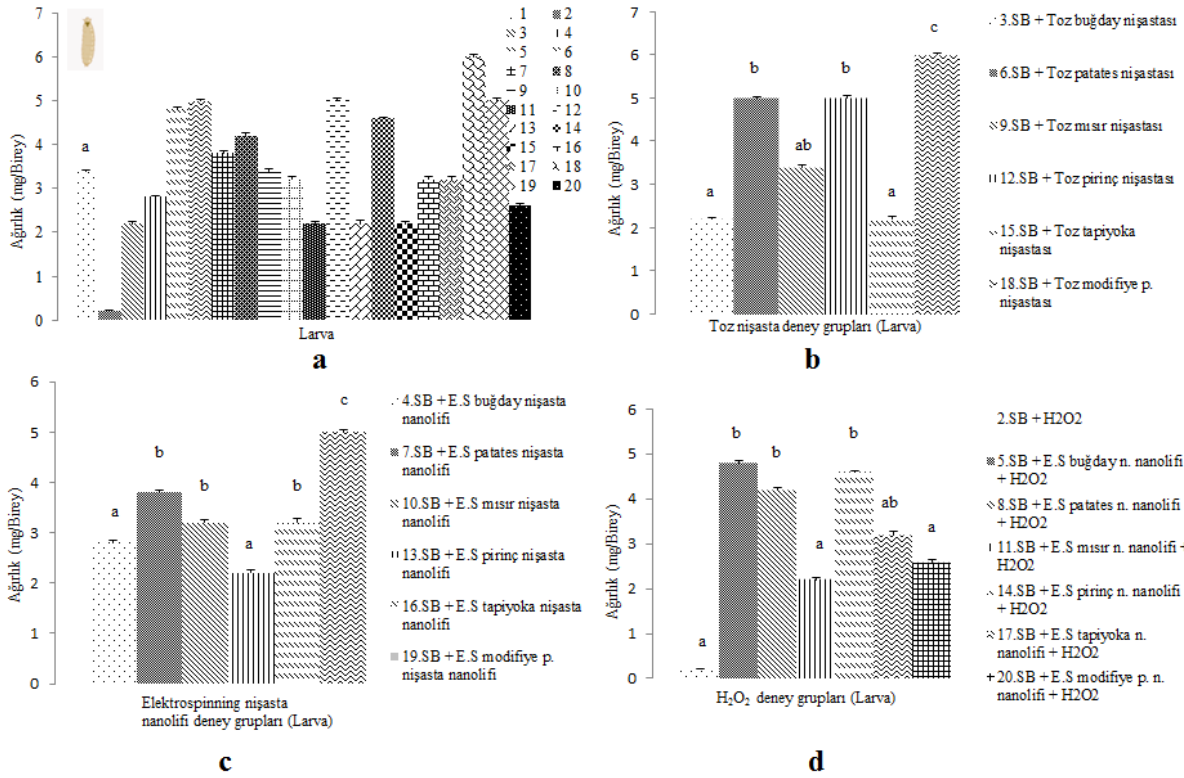 7
6
5
4
3
2
1
0
Ağırlık (mg/Birey)
a
1 2
3 4
5 6
7 8
9 10
11 12
13 14
15 16
17 18
19 20
Larva
a
7
6
5
4
3
2
1
0
Ağırlık (mg/Birey)
a
b
ab
b
a
c
3.SB + Toz buğday nişastası
6.SB + Toz patates nişastası
9.SB + Toz mısır nişastası
12.SB + Toz pirinç nişastası
15.SB + Toz tapiyoka
nişastası
18.SB + Toz modifiye p.
nişastası
Toz nişasta deney grupları (Larva)
b
6
5
4
3
2
1
0
Ağırlık (mg/Birey)
a
b
b
a
b
c
4.SB + E.S buğday nişasta
nanolifi
7.SB + E.S patates nişasta
nanolifi
10.SB + E.S mısır nişasta
nanolifi
13.SB + E.S pirinç nişasta
nanolifi
16.SB + E.S tapiyoka nişasta
nanolifi
19.SB + E.S modifiye p.
nişasta nanolifi
Elektrospinning nişasta
nanolifi deney grupları (Larva)
c
6
5
4
3
2
1
0
Ağırlık (mg/Birey)
a
b
b
a
b
ab
a
2.SB + H2O2
5.SB + E.S buğday n. nanolifi
+ H2O2
8.SB + E.S patates n. nanolifi
+ H2O2
11.SB + E.S mısır n. nanolifi +
H2O2
14.SB + E.S pirinç n. nanolifi
+ H2O2
17.SB + E.S tapiyoka n.
nanolifi + H2O2
20.SB + E.S modifiye p. n.
nanolifi + H2O2
H₂O₂ deney grupları (Larva)
d